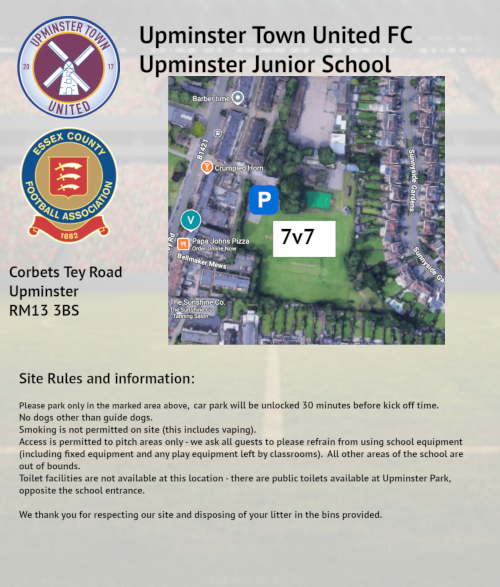 Upminster Town United FC
Upminster Junior School
UPMINSTER TOWN
20 17
UNITED
ESSEX COUNTY
FOOTBALL ASSOCIATION
1882
Barbertime
B1421
Crumpled Horn
Sunnyside Gardens
P
V
7v7
Papa Johns Pizza
Order Online Now
Rd
Bellmaker Mews
Sunnyside Ga
The Sunshine Co.
The Sunshine C
Tanning Salon
Corbets Tey Road
Upminster
RM13 3BS
Site Rules and information:
Please park only in the marked area above, car park will be unlocked 30 minutes before kick off time.
No dogs other than guide dogs.
Smoking is not permitted on site (this includes vaping).
Access is permitted to pitch areas only - we ask all guests to please refrain from using school equipment
(including fixed equipment and any play equipment left by classrooms). All other areas of the school are
out of bounds.
Toilet facilities are not available at this location - there are public toilets available at Upminster Park,
opposite the school entrance.
We thank you for respecting our site and disposing of your litter in the bins provided.